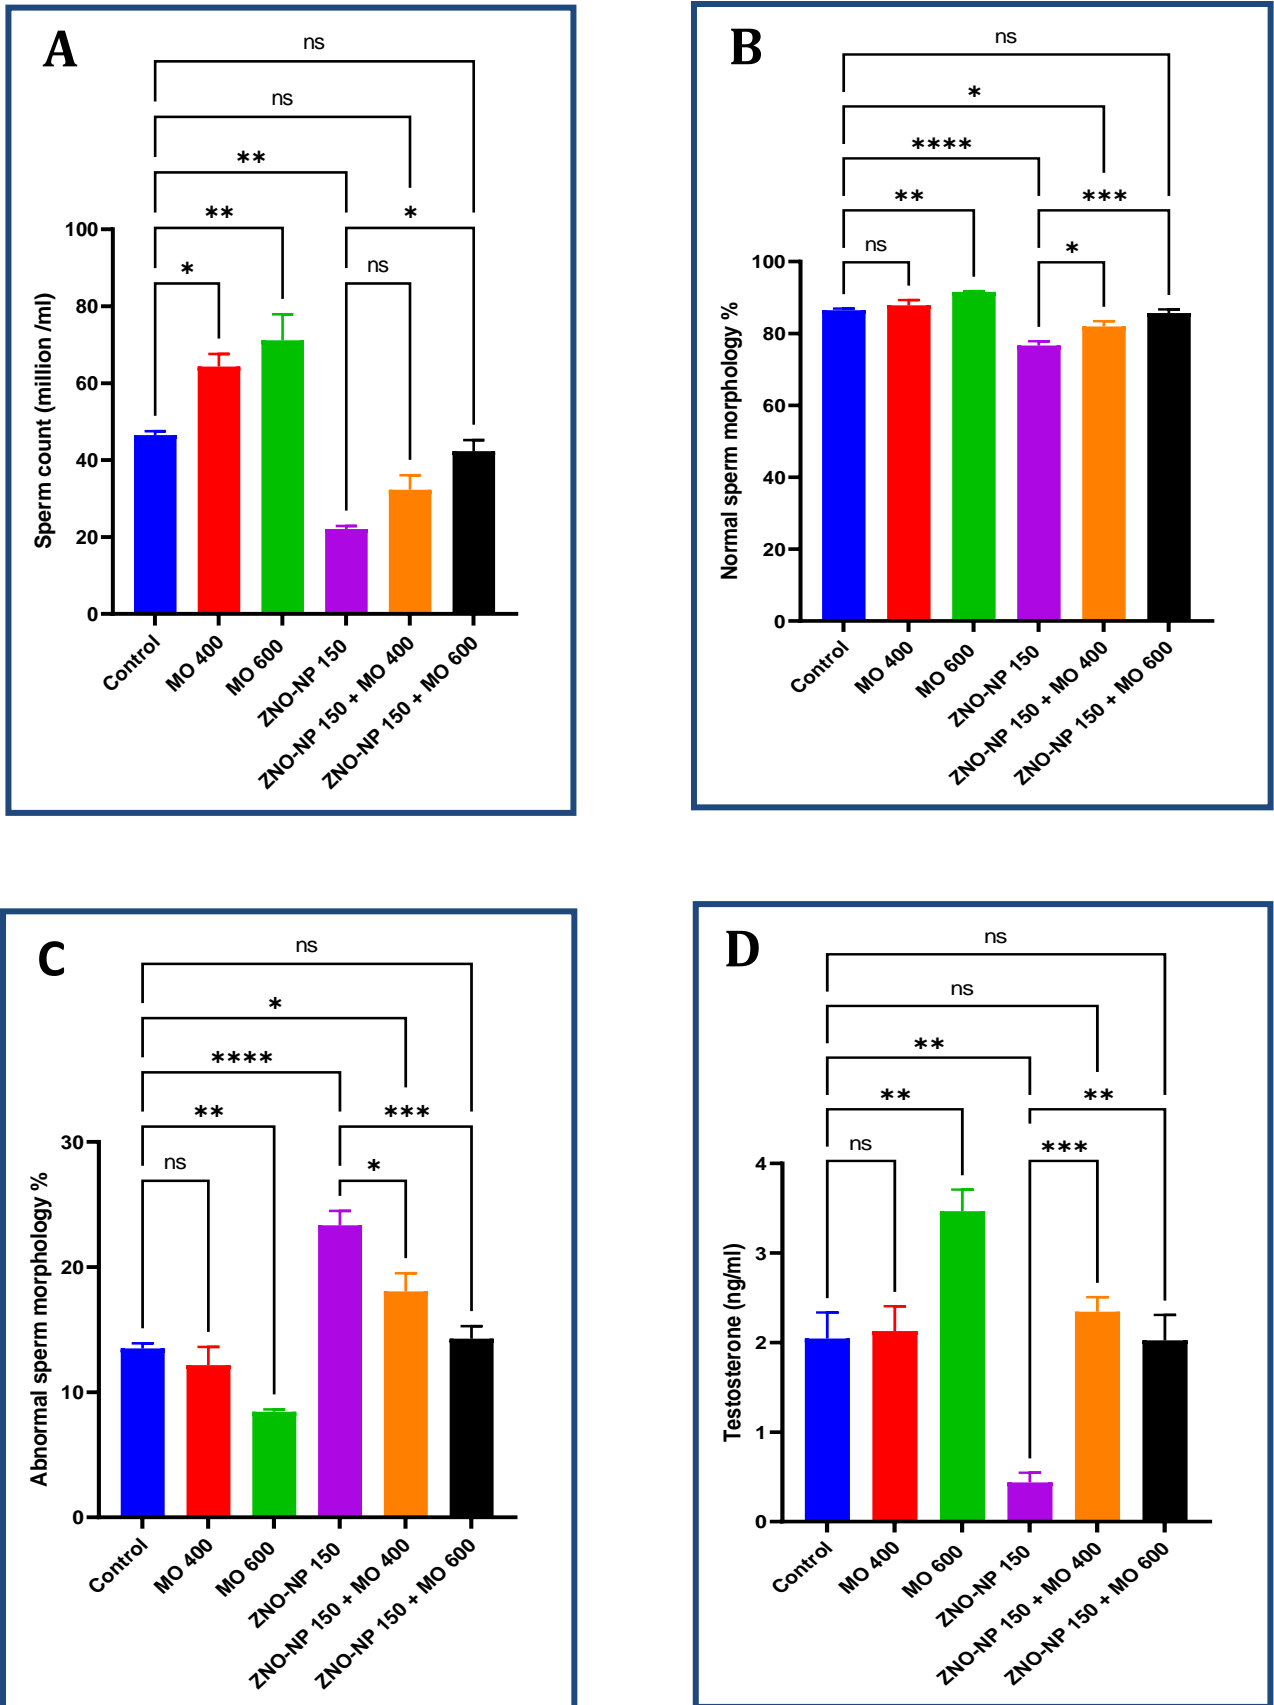 A
ns
ns
**
** *
* ns
100
80
60
40
20
0
Sperm count (million /ml)
Control
MO 400
MO 600
ZNO-NP 150
ZNO-NP 150 + MO 400
ZNO-NP 150 + MO 600
B
ns
*
****
** ***
ns *
100
80
60
40
20
0
Normal sperm morphology %
Control
MO 400
MO 600
ZNO-NP 150
ZNO-NP 150 + MO 400
ZNO-NP 150 + MO 600
C
ns
*
****
** ***
ns *
30
20
10
0
Abnormal sperm morphology %
Control
MO 400
MO 600
ZNO-NP 150
ZNO-NP 150 + MO 400
ZNO-NP 150 + MO 600
D
ns
ns
**
** **
ns ***
4
3
2
1
0
Testosterone (ng/ml)
Control
MO 400
MO 600
ZNO-NP 150
ZNO-NP 150 + MO 400
ZNO-NP 150 + MO 600